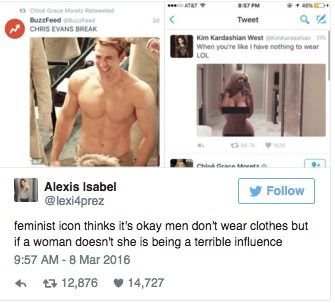 Chloë Grace Moretz Retweeted
BuzzFeed @BuzzFeed 2d
CHRIS EVANS BREAK
AT&T 8:57 PM 46%
Tweet
Kim Kardashian West @KimKardashian 17h
When you're like I have nothing to wear
LOL
Chloë Grace Moretz
Alexis Isabel
@lexi4prez
Follow
feminist icon thinks it's okay men don't wear clothes but
if a woman doesn't she is being a terrible influence
9:57 AM - 8 Mar 2016
12,876 14,727